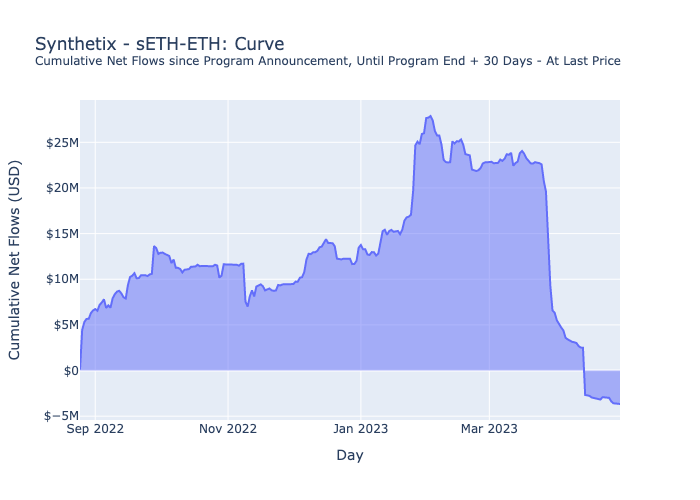 Synthetix - sETH-ETH: Curve
Cumulative Net Flows since Program Announcement, Until Program End + 30 Days - At Last Price
Cumulative Net Flows (USD)
$25M
$20M
$15M
$10M
$5M
$0
$−5M
Sep 2022
Nov 2022
Jan 2023
Mar 2023
Day